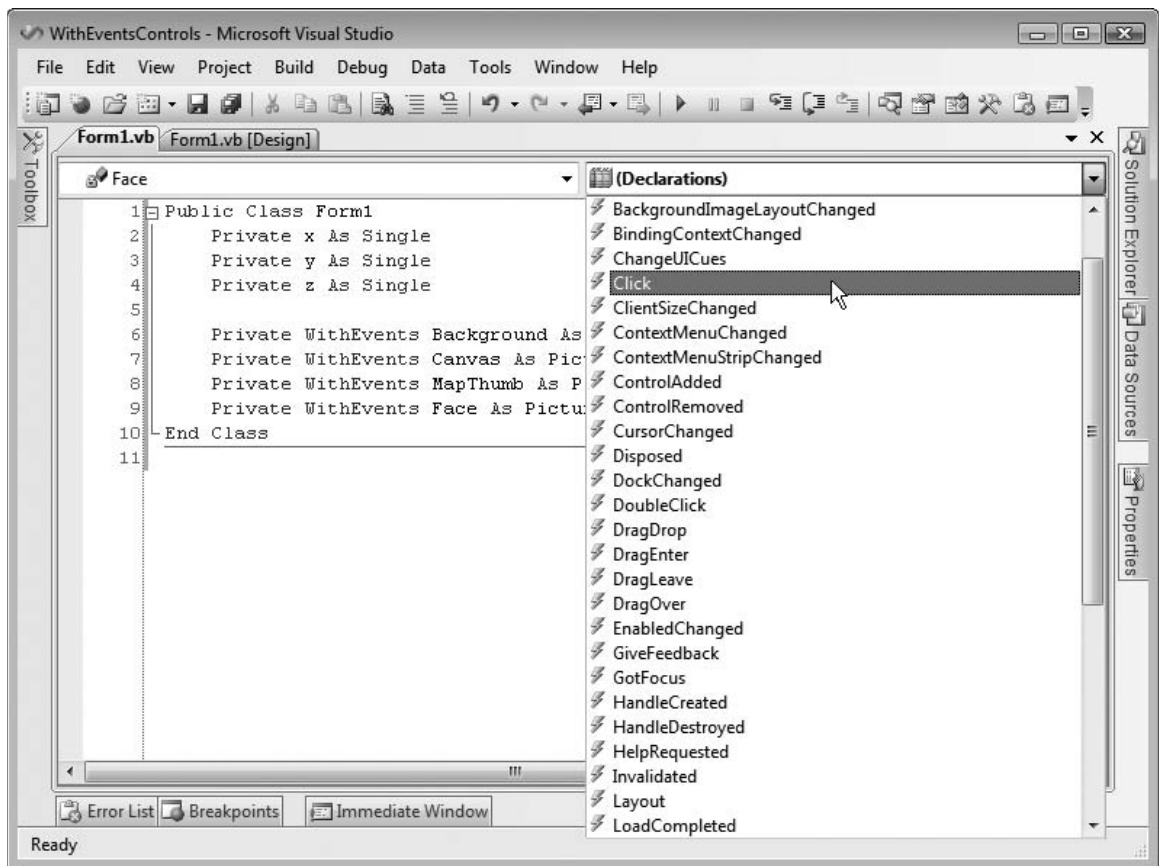 WithEventsControls - Microsoft Visual Studio
File Edit View Project Build Debug Data Tools Window Help
Form1.vb Form1.vb [Design]
Toolbox
Face
(Declarations)
1 Public Class Form1
2 Private x As Single
3 Private y As Single
4 Private z As Single
5
6 Private WithEvents Background As
7 Private WithEvents Canvas As Pic
8 Private WithEvents MapThumb As P
9 Private WithEvents Face As Pictu
10 End Class
11
BackgroundImageLayoutChanged
BindingContextChanged
ChangeUICues
Click
ClientSizeChanged
ContextMenuChanged
ContextMenuStripChanged
ControlAdded
ControlRemoved
CursorChanged
Disposed
DockChanged
DoubleClick
DragDrop
DragEnter
DragLeave
DragOver
EnabledChanged
GiveFeedback
GotFocus
HandleCreated
HandleDestroyed
HelpRequested
Invalidated
Layout
LoadCompleted
Solution Explorer
Data Sources
Properties
Error List Breakpoints Immediate Window
Ready